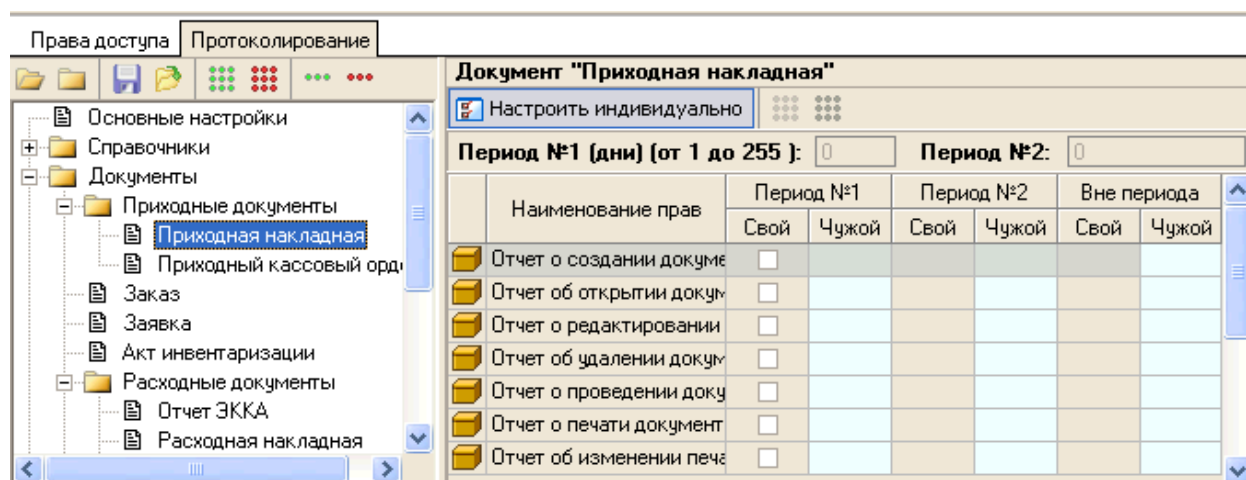 Права доступа Протоколирование
Основные настройки
Справочники
Документы
Приходные документы
Приходная накладная
Приходный кассовый орд
Заказ
Заявка
Акт инвентаризации
Расходные документы
Отчет ЭККА
Расходная накладная
Документ "Приходная накладная"
Настроить индивидуально
Период №1 (дни) (от 1 до 255 ): 0 Период №2: 0
Наименование прав Период №1 Период №2 Вне периода
Свой Чужой Свой Чужой Свой Чужой
Отчет о создании докуме
Отчет об открытии докум
Отчет о редактировании
Отчет об удалении докум
Отчет о проведении доку
Отчет о печати документ
Отчет об изменении печа